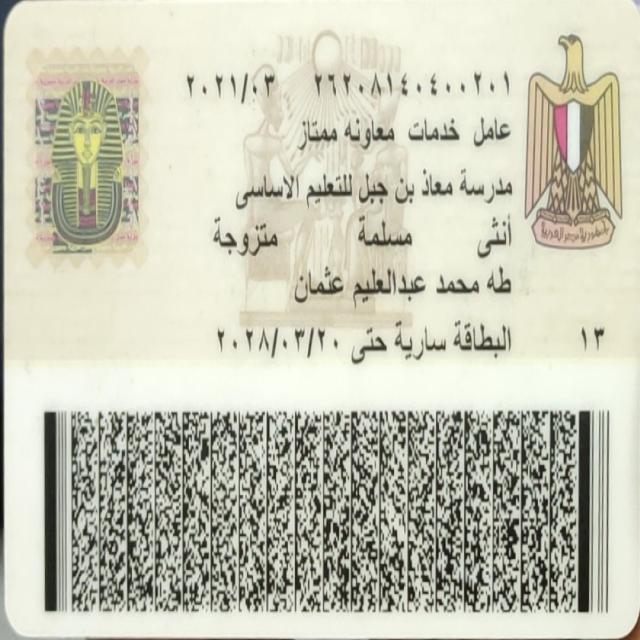 ٢٠٢١/٠٣ ٢٦٢٠٨١٤٠٤٠٠٢٠١
عامل خدمات معاونه ممتاز
مدرسة معاذ بن جبل للتعليم الاساسى
أنثى مسلمة متزوجة
طه محمد عبدالعليم عثمان
١٣ البطاقة سارية حتى ٢٠٢٨/٠٣/٢٠
جمهورية مصر العربية